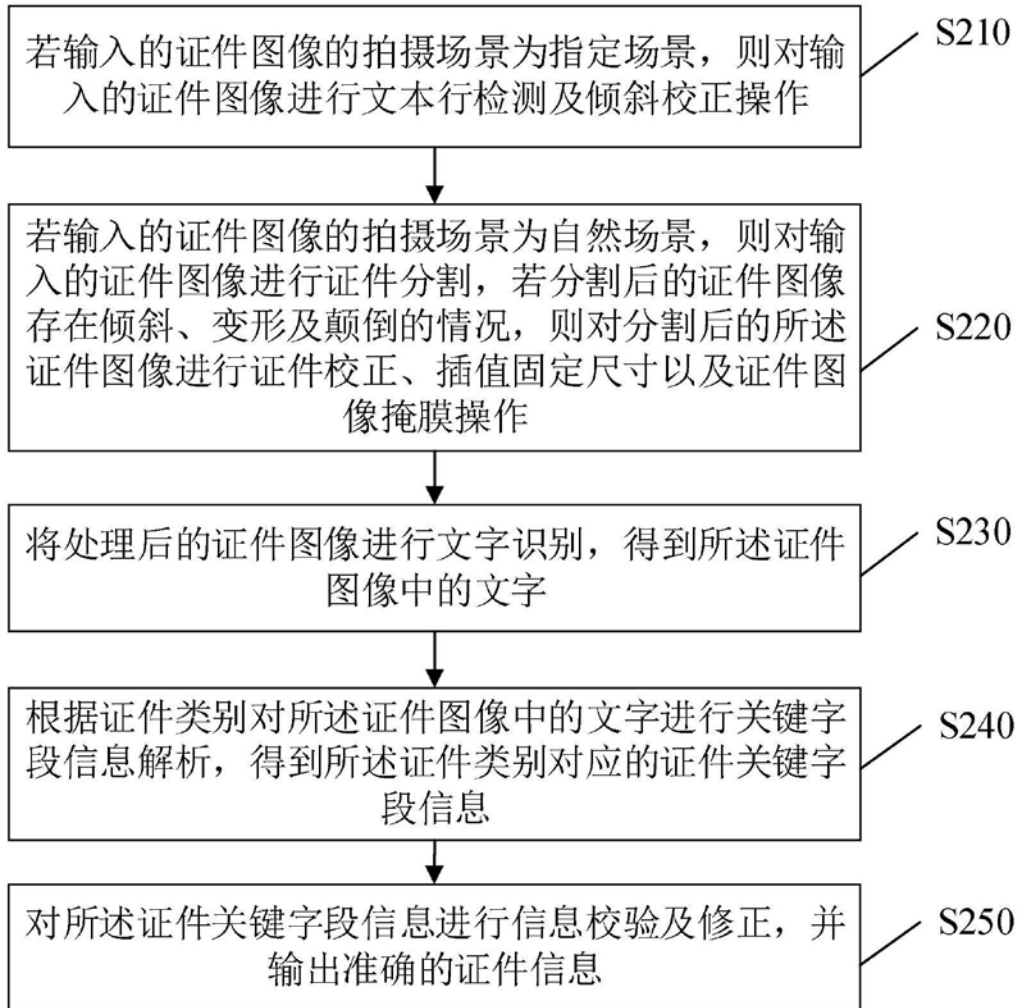 若输入的证件图像的拍摄场景为指定场景，则对输
入的证件图像进行文本行检测及倾斜校正操作
S210
若输入的证件图像的拍摄场景为自然场景，则对输
入的证件图像进行证件分割，若分割后的证件图像
存在倾斜、变形及颠倒的情况，则对分割后的所述
证件图像进行证件校正、插值固定尺寸以及证件图
像掩膜操作
S220
将处理后的证件图像进行文字识别，得到所述证件
图像中的文字
S230
根据证件类别对所述证件图像中的文字进行关键字
段信息解析，得到所述证件类别对应的证件关键字
段信息
S240
对所述证件关键字段信息进行信息校验及修正，并
输出准确的证件信息
S250